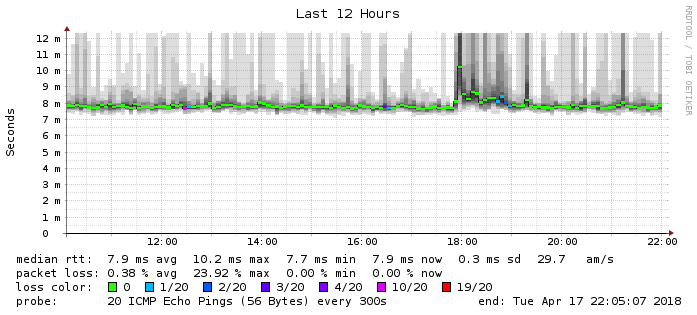 Last 12 Hours
RRDTOOL / TOBI OETIKER
Seconds
12 m
11 m
10 m
9 m
8 m
7 m
6 m
5 m
4 m
3 m
2 m
1 m
0
12:00 14:00 16:00 18:00 20:00 22:00
median rtt: 7.9 ms avg 10.2 ms max 7.7 ms min 7.9 ms now 0.3 ms sd 29.7 am/s
packet loss: 0.38 % avg 23.92 % max 0.00 % min 0.00 % now
loss color: 0 1/20 2/20 3/20 4/20 10/20 19/20
probe: 20 ICMP Echo Pings (56 Bytes) every 300s end: Tue Apr 17 22:05:07 2018